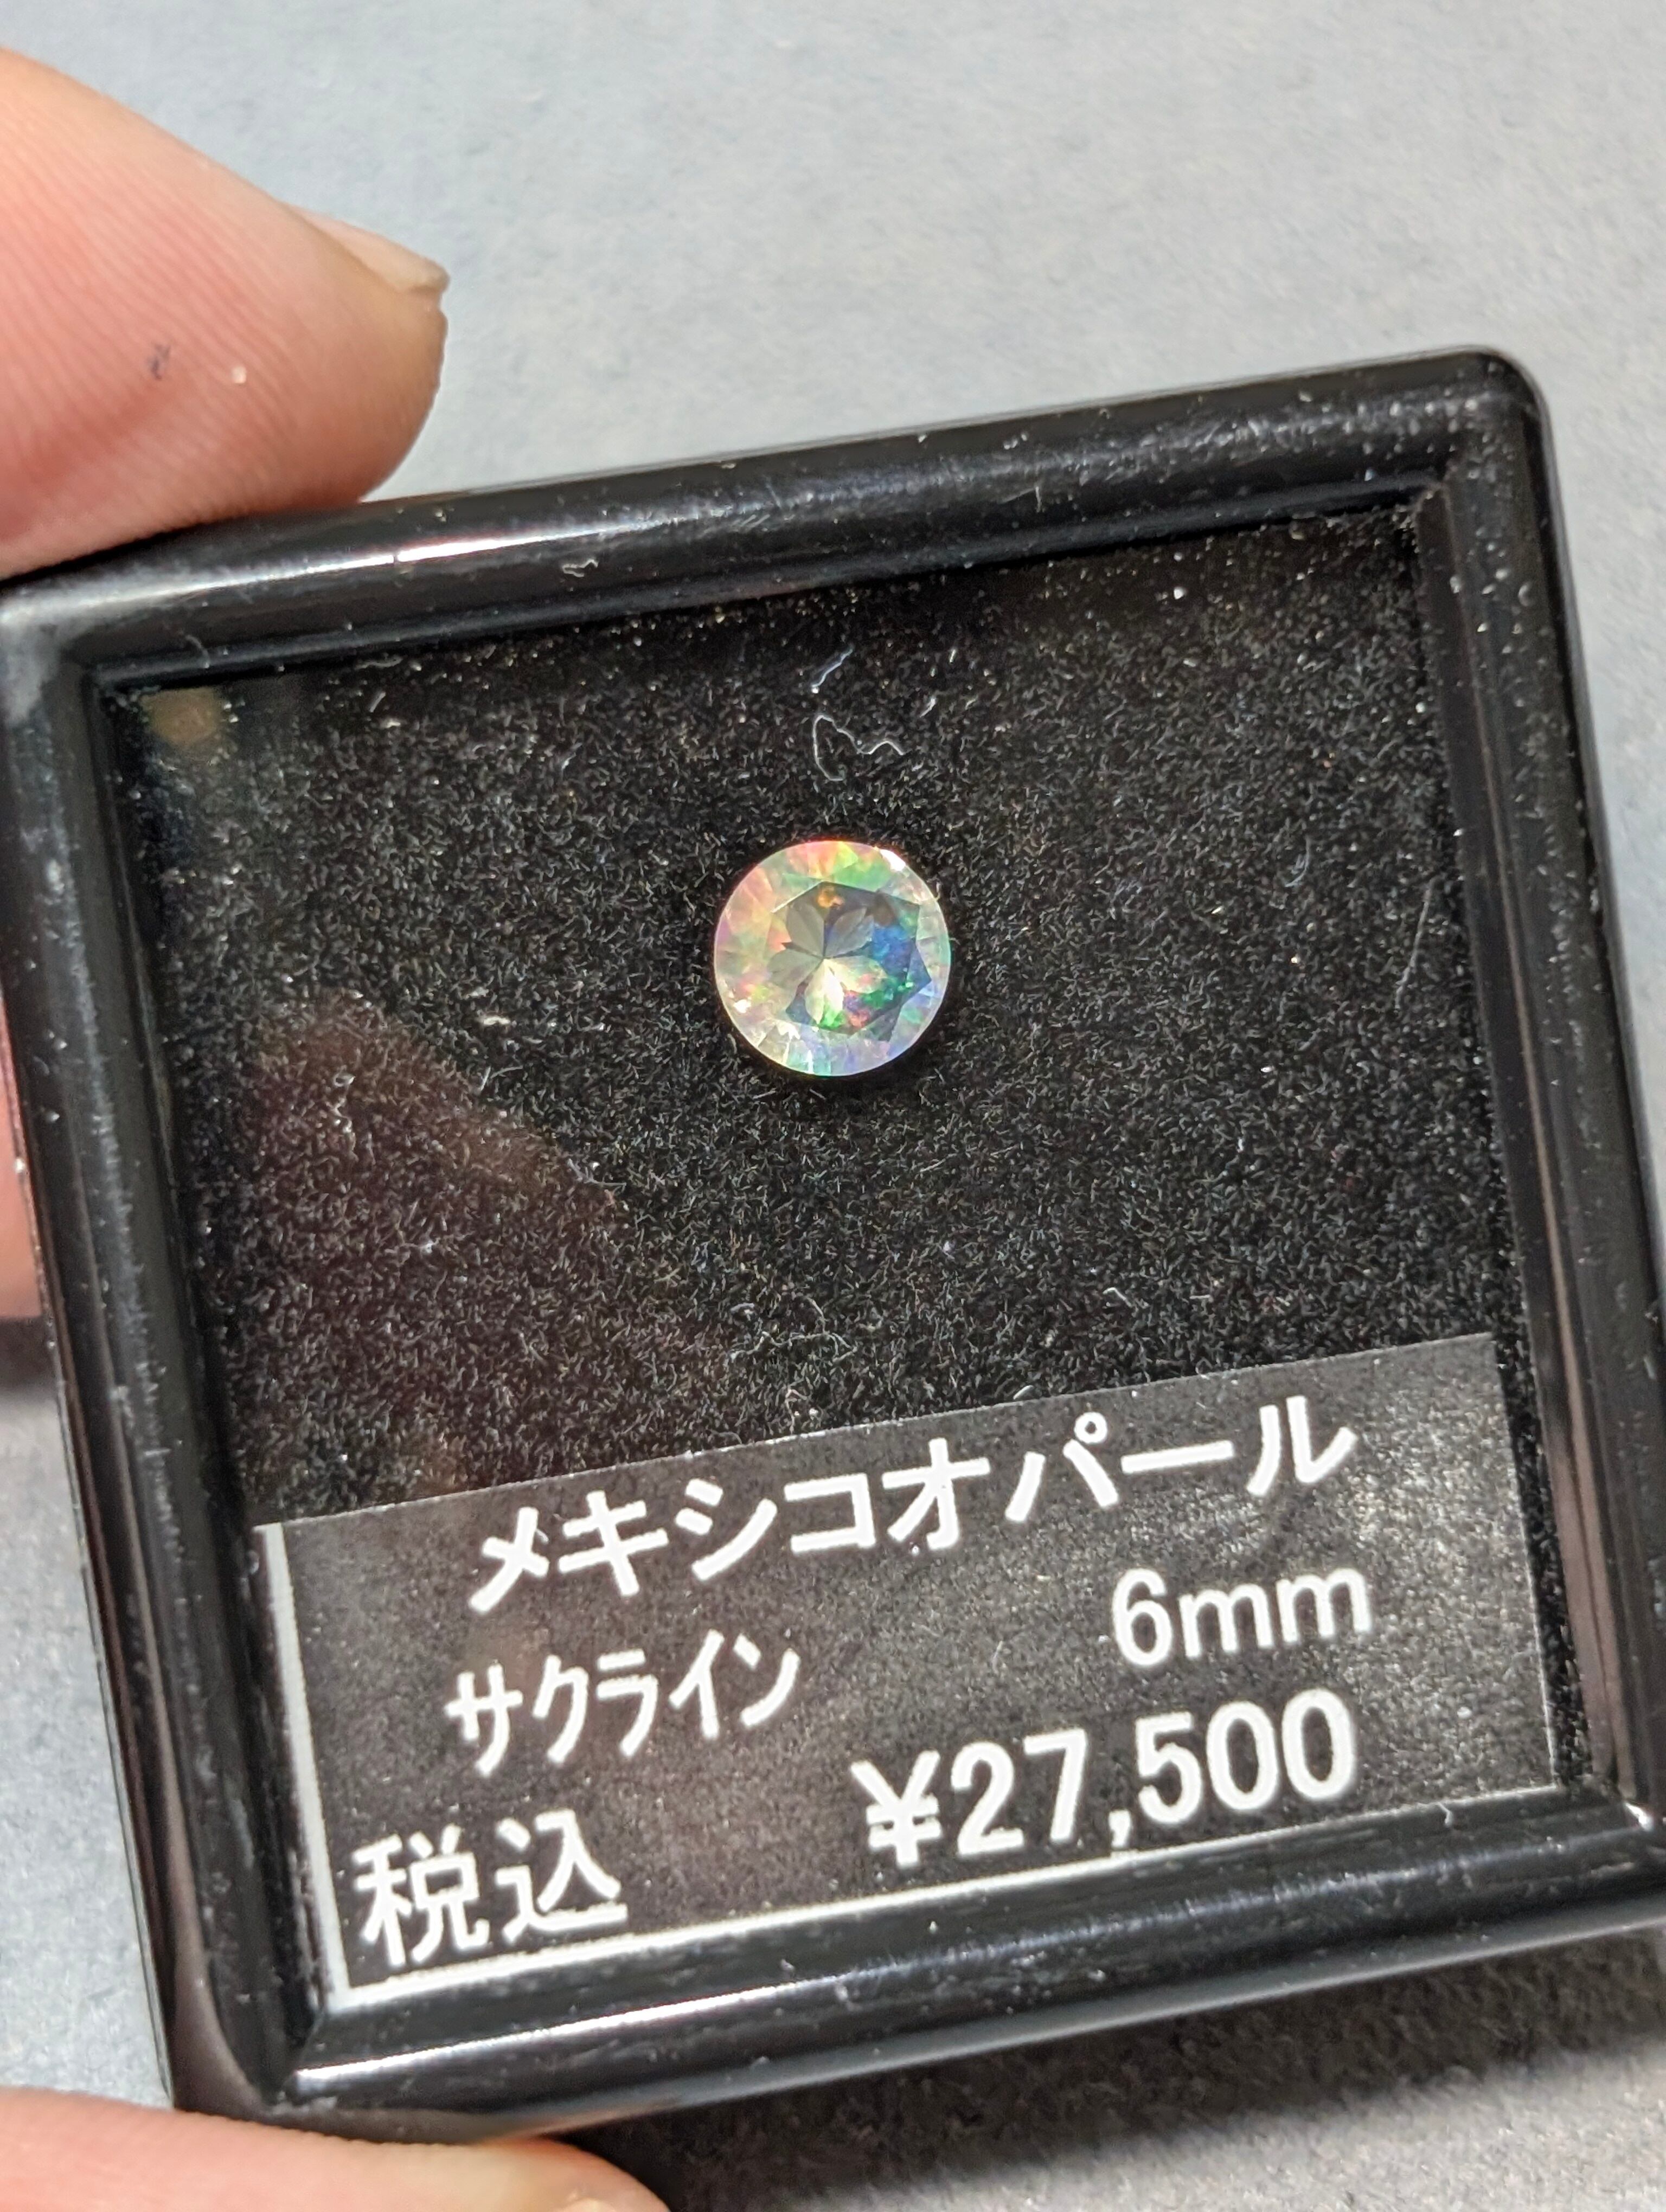 メキシコオパール
サクライン 6mm
税込 ¥27,500